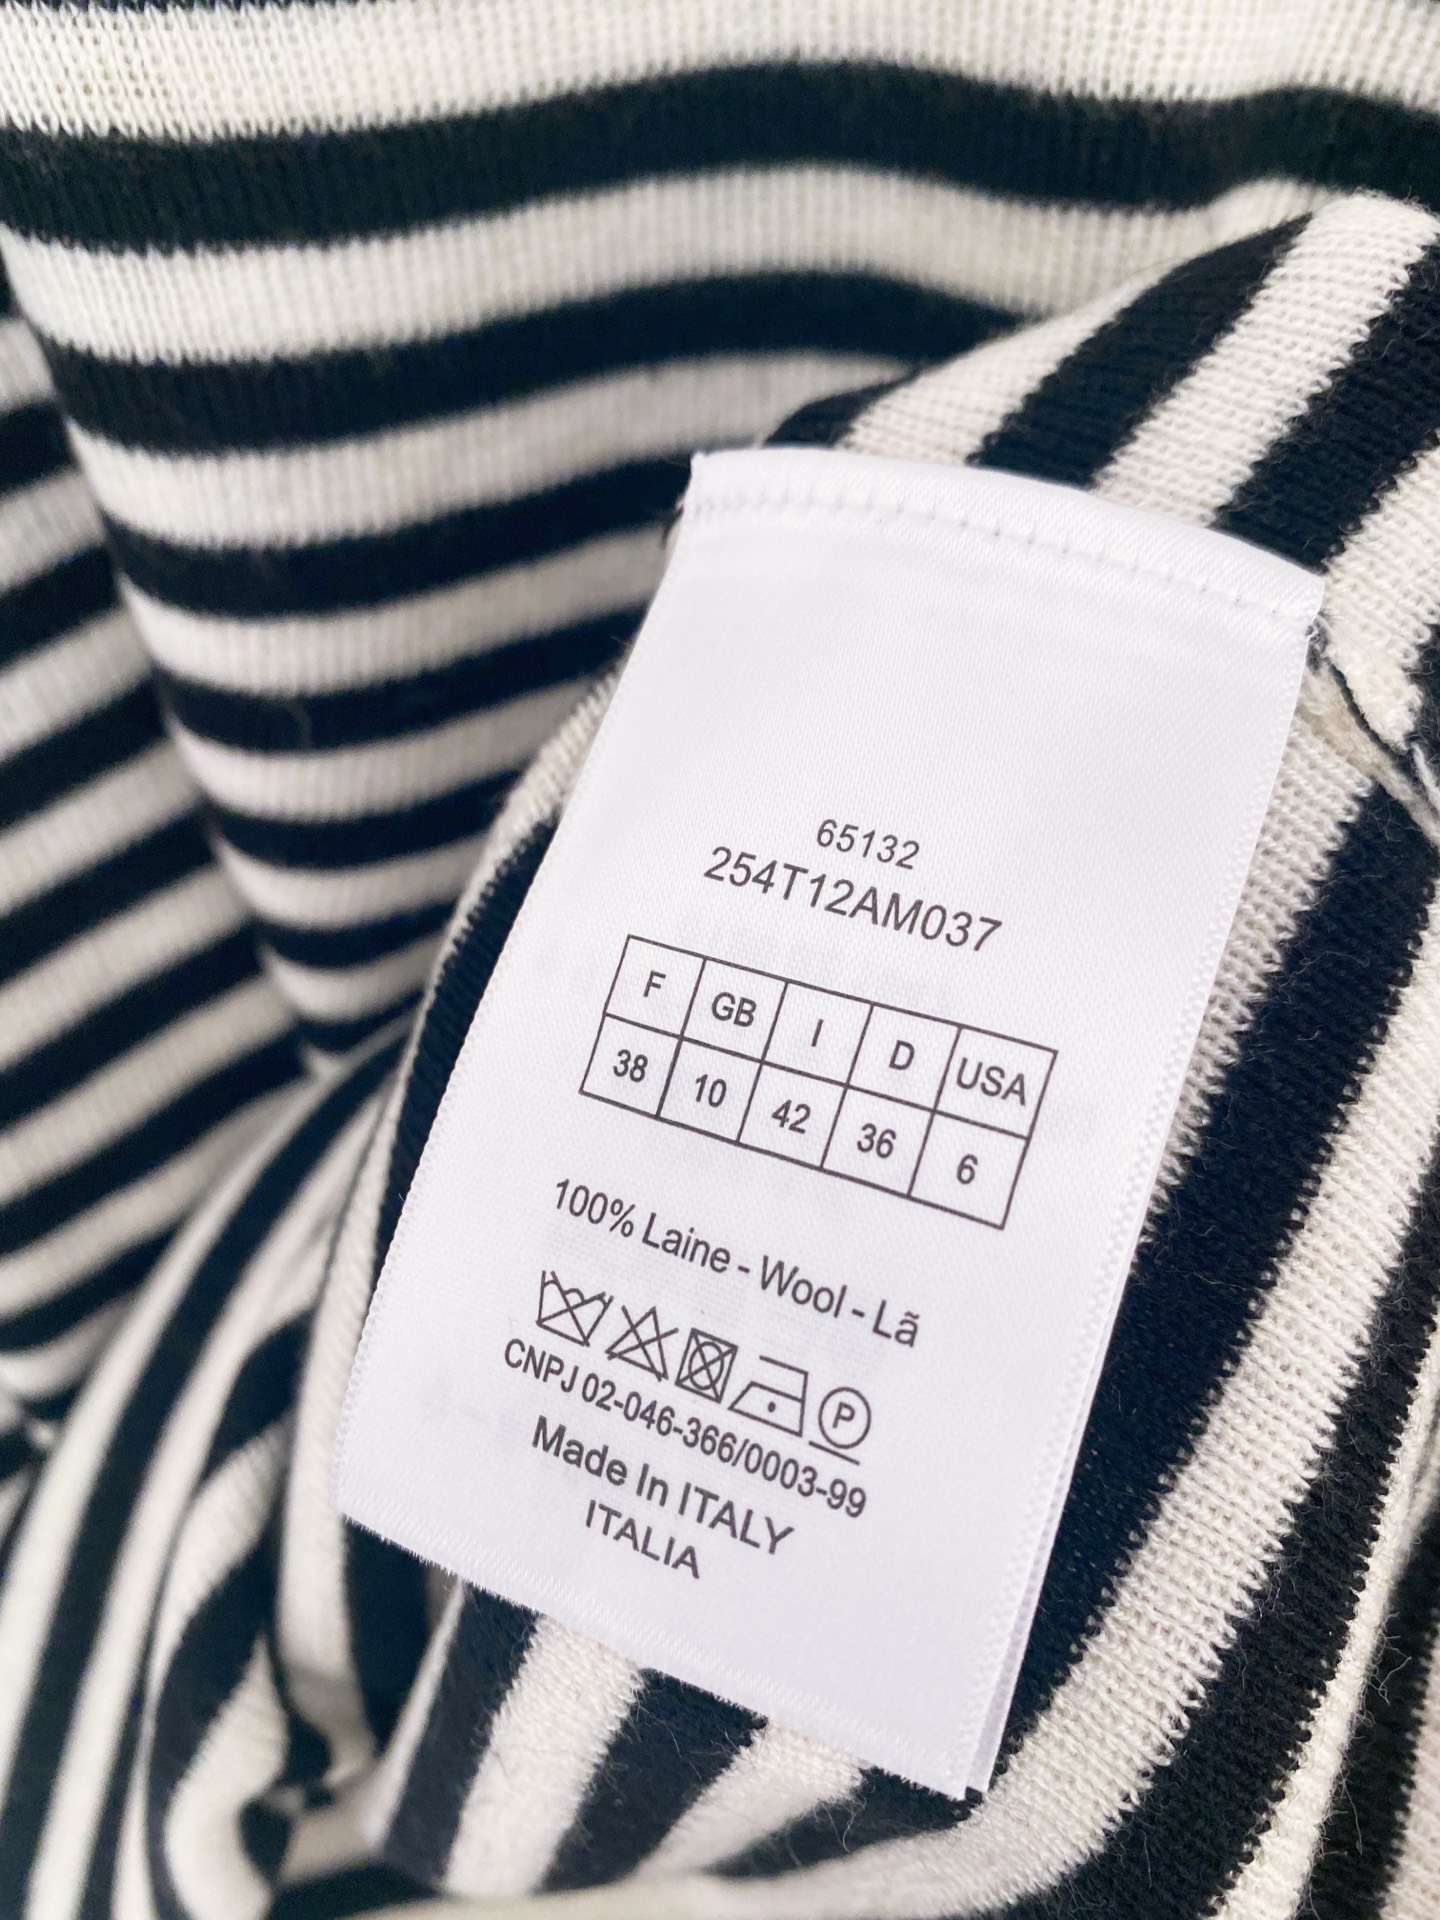 65132
254T12AM037
F GB I D USA
38 10 42 36 6
100% Laine - Wool - Lã
P
CNPJ 02-046-366/0003-99
Made In ITALY
ITALIA